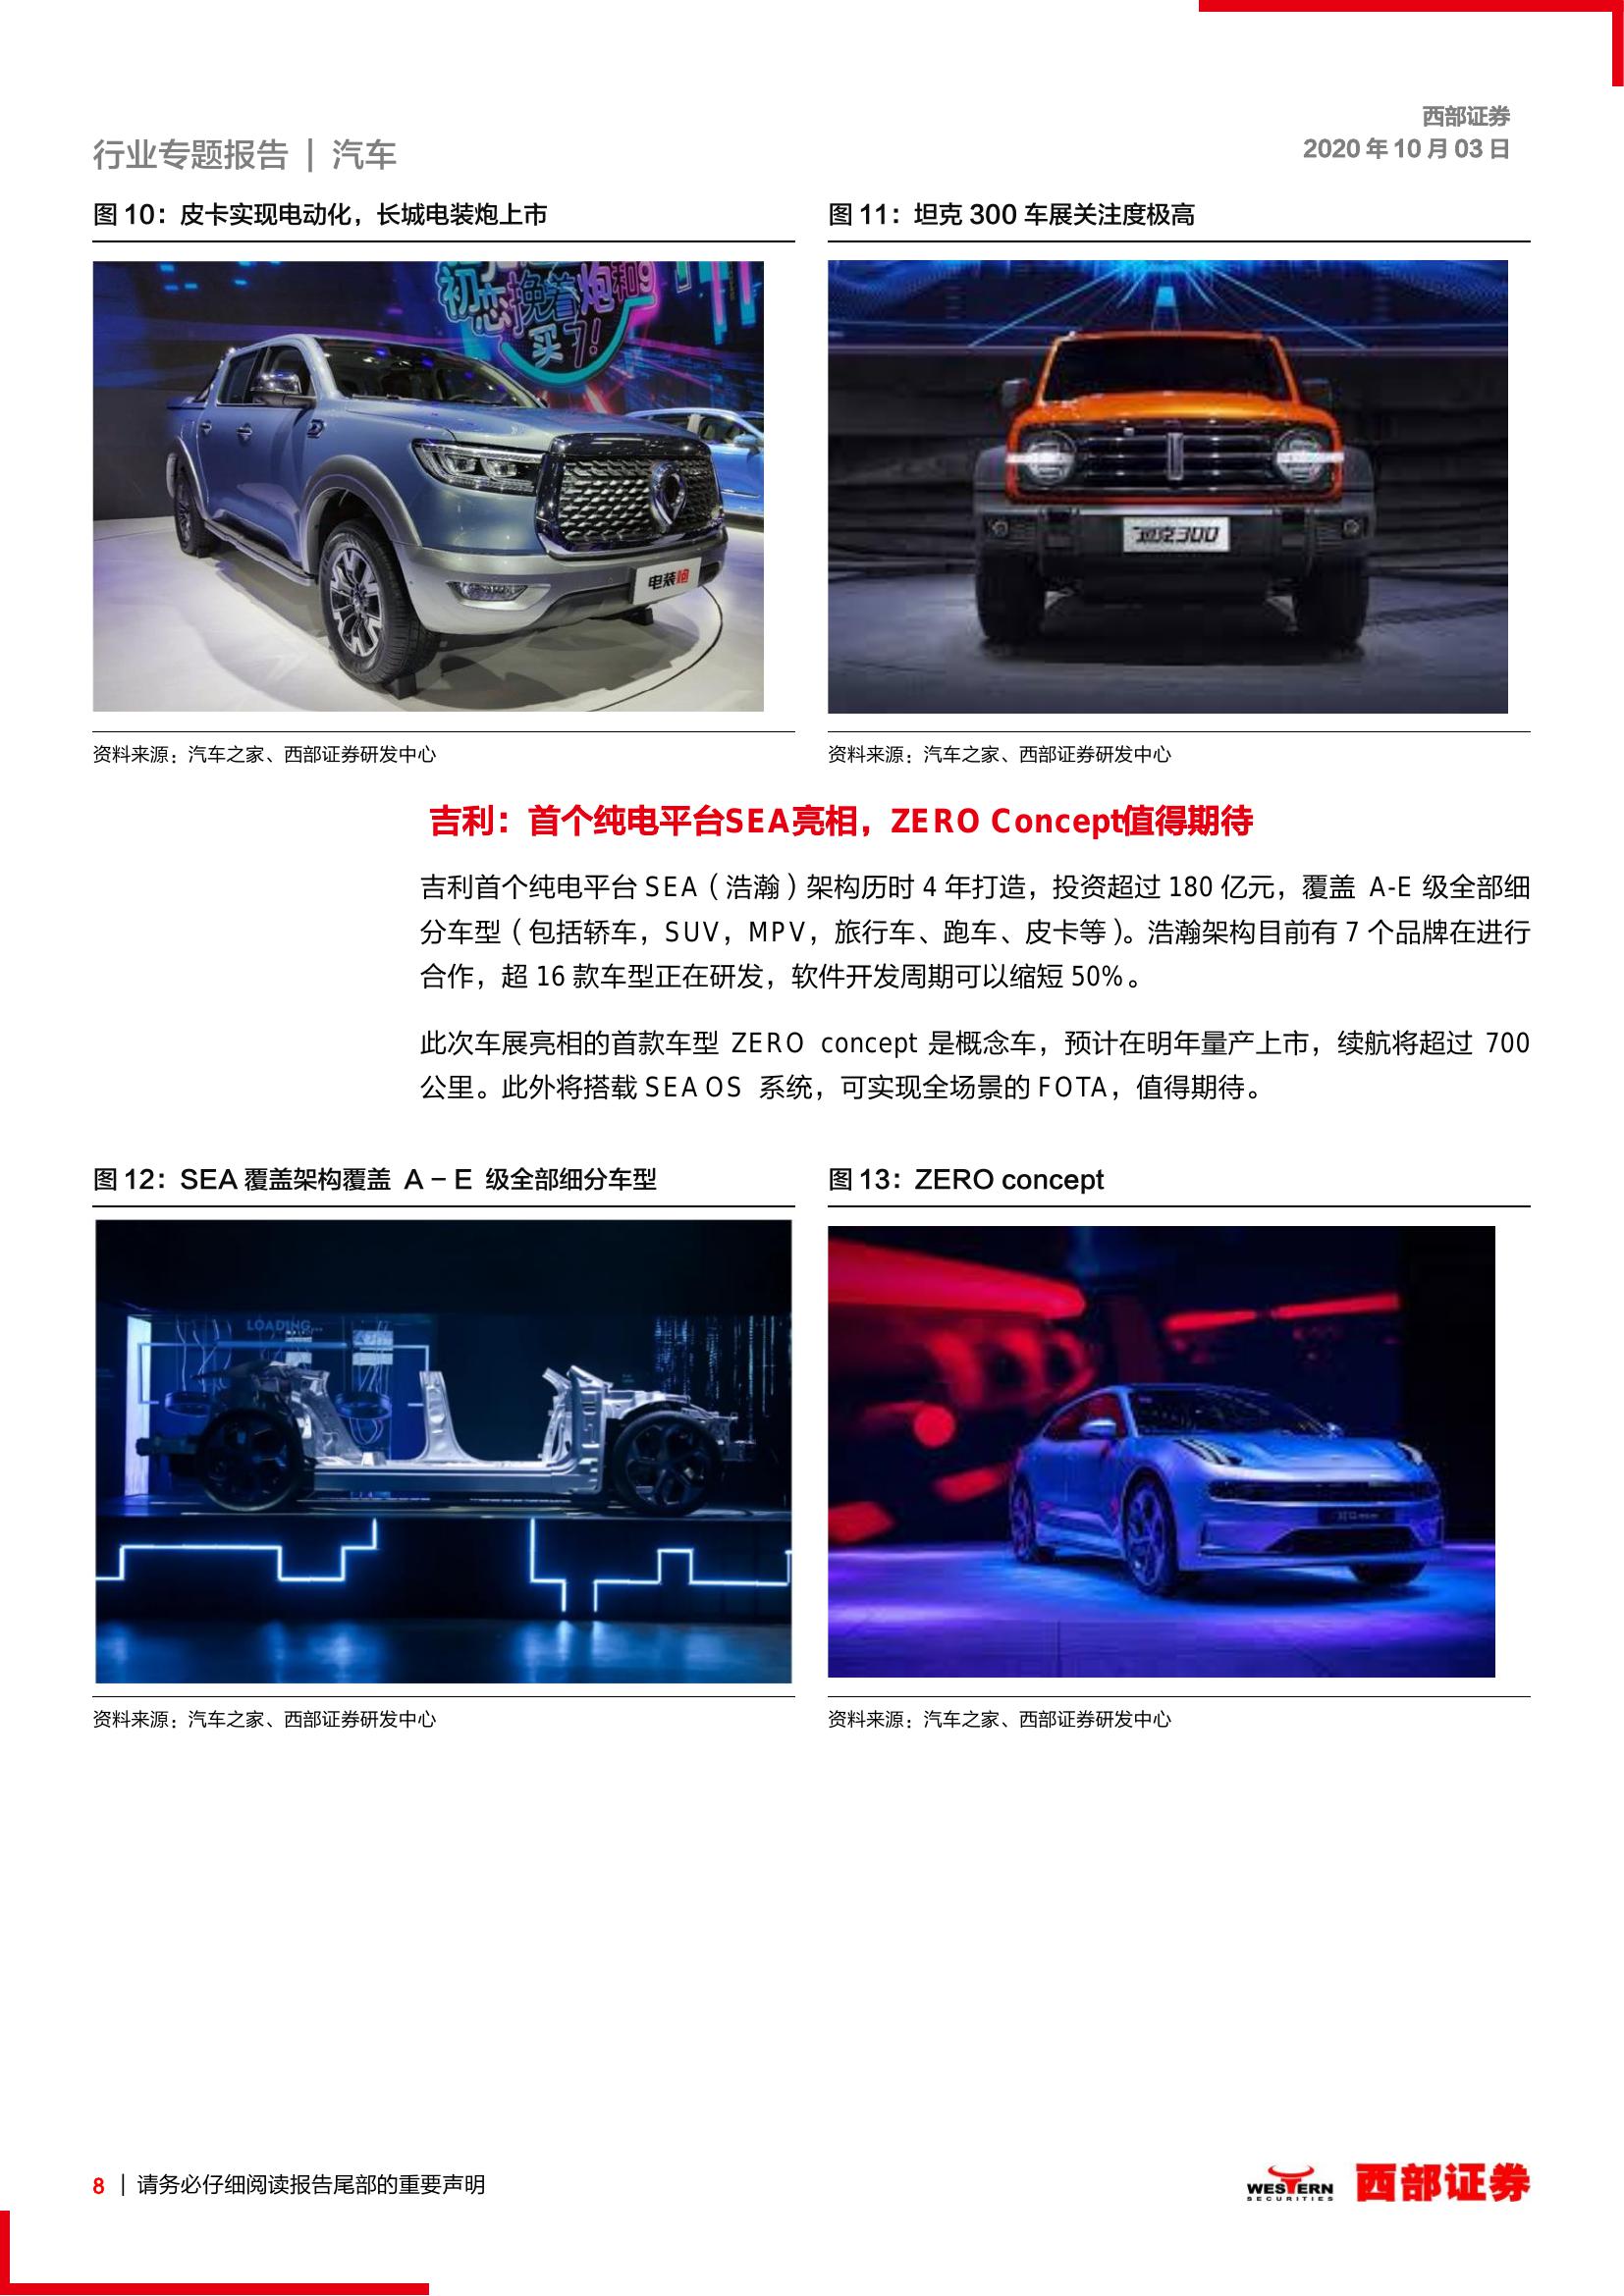 西部证券
行业专题报告 | 汽车
2020 年 10 月 03 日
图 10：皮卡实现电动化，长城电装炮上市
图 11：坦克 300 车展关注度极高
初恋挽着炮和9
买了！
电装炮
坦克300
资料来源：汽车之家、西部证券研发中心
资料来源：汽车之家、西部证券研发中心
吉利：首个纯电平台SEA亮相，ZERO Concept值得期待
吉利首个纯电平台 SEA（浩瀚）架构历时 4 年打造，投资超过 180 亿元，覆盖 A-E 级全部细
分车型（包括轿车，SUV，MPV，旅行车、跑车、皮卡等）。浩瀚架构目前有 7 个品牌在进行
合作，超 16 款车型正在研发，软件开发周期可以缩短 50%。
此次车展亮相的首款车型 ZERO concept 是概念车，预计在明年量产上市，续航将超过 700
公里。此外将搭载 SEA OS 系统，可实现全场景的 FOTA，值得期待。
图 12：SEA 覆盖架构覆盖 A－E 级全部细分车型
图 13：ZERO concept
LOADING...
资料来源：汽车之家、西部证券研发中心
资料来源：汽车之家、西部证券研发中心
8 | 请务必仔细阅读报告尾部的重要声明
WESTERN
SECURITIES
西部证券